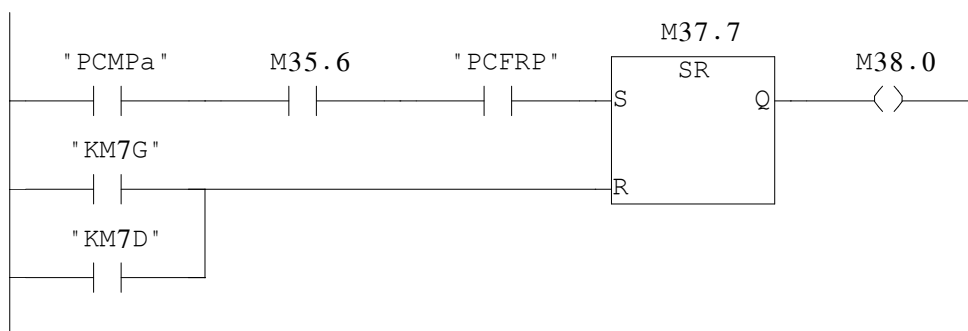 M37.7
"PCMPa" M35.6 "PCFRP" SR M38.0
S Q
"KM7G"
R
"KM7D"